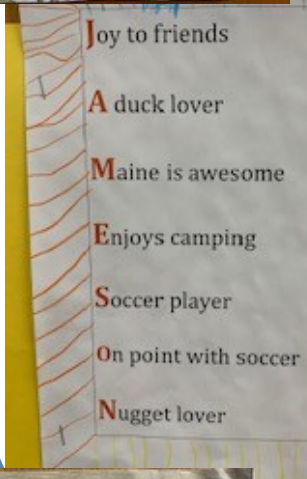 Joy to friends
A duck lover
Maine is awesome
Enjoys camping
Soccer player
On point with soccer
Nugget lover